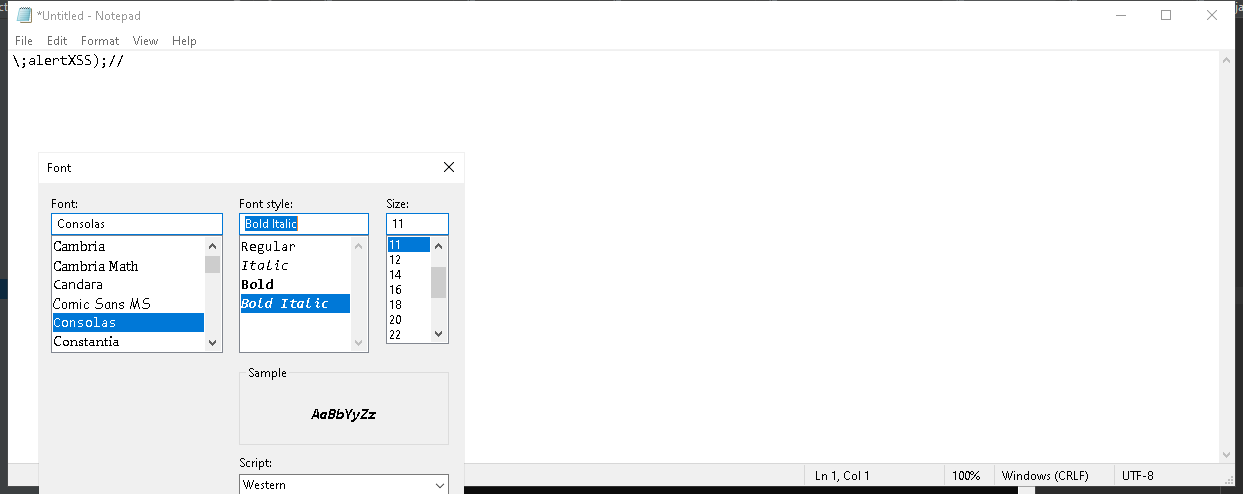 *Untitled - Notepad
File Edit Format View Help
\;alertXSS);//
Font
Font: Font style: Size:
Consolas Bold Italic 11
Cambria Regular 11
Cambria Math Italic 12
Candara Bold 14
Comic Sans MS Bold Italic 16
Consolas 18
Constantia 20
22
Sample
AaBbYyZz
Script:
Western
Ln 1, Col 1 100% Windows (CRLF) UTF-8